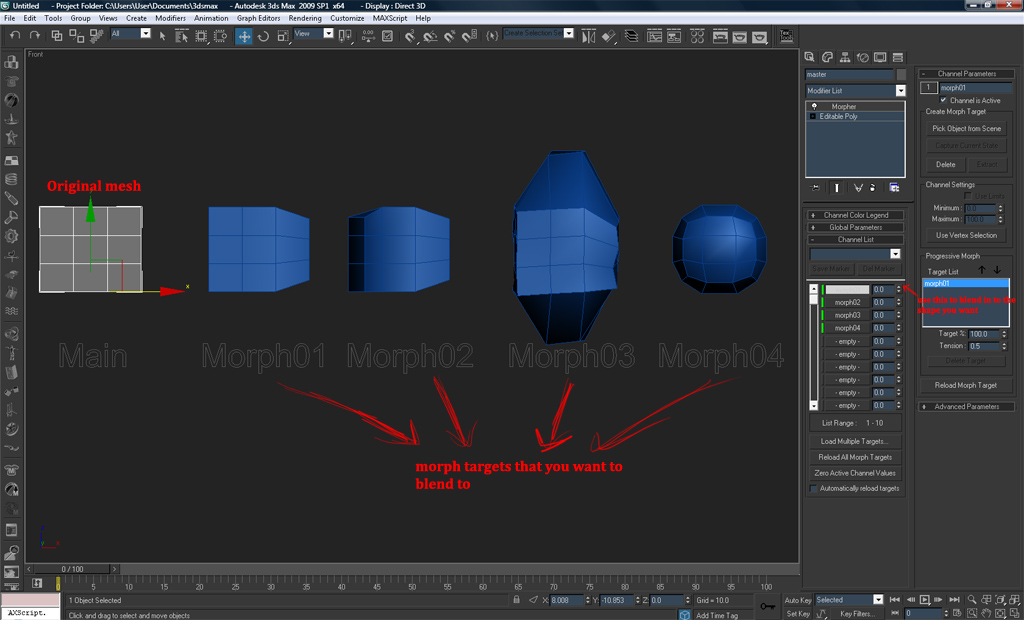 Untitled - Project Folder: C:\Users\User\Documents\3dsmax - Autodesk 3ds Max 2009 SP1 x64 - Display : Direct 3D
File Edit Tools Group Views Create Modifiers Animation Graph Editors Rendering Customize MAXScript Help
All View Create Selection Se
Front
Original mesh
x
Main Morph01 Morph02 Morph03 Morph04
morph targets that you want to
blend to
master
Modifier List
Morpher
Editable Poly
+ Channel Color Legend
+ Global Parameters
- Channel List
Save Marker Del Marker
0.0
morph02 0.0
morph03 0.0
morph04 0.0
- empty - 0.0
- empty - 0.0
- empty - 0.0
- empty - 0.0
- empty - 0.0
- empty - 0.0
List Range : 1 - 10
Load Multiple Targets...
Reload All Morph Targets
Zero Active Channel Values
Automatically reload targets
- Channel Parameters
1 morph01
Channel is Active
Create Morph Target
Pick Object from Scene
Capture Current State
Delete Extract
Channel Settings
Use Limits
Minimum : 0.0
Maximum : 100.0
Use Vertex Selection
Progressive Morph
Target List
morph01
use this to blend in to the
shape you want
Target %: 100.0
Tension : 0.5
Delete Target
Reload Morph Target
+ Advanced Parameters
0 / 100
0 5 10 15 20 25 30 35 40 45 50 55 60 65 70 75 80 85 90 95 100
1 Object Selected X: 8.008 Y: -10.853 Z: 0.0 Grid = 10.0 Auto Key Selected
AXScript. Click and drag to select and move objects Add Time Tag Set Key Key Filters... 0